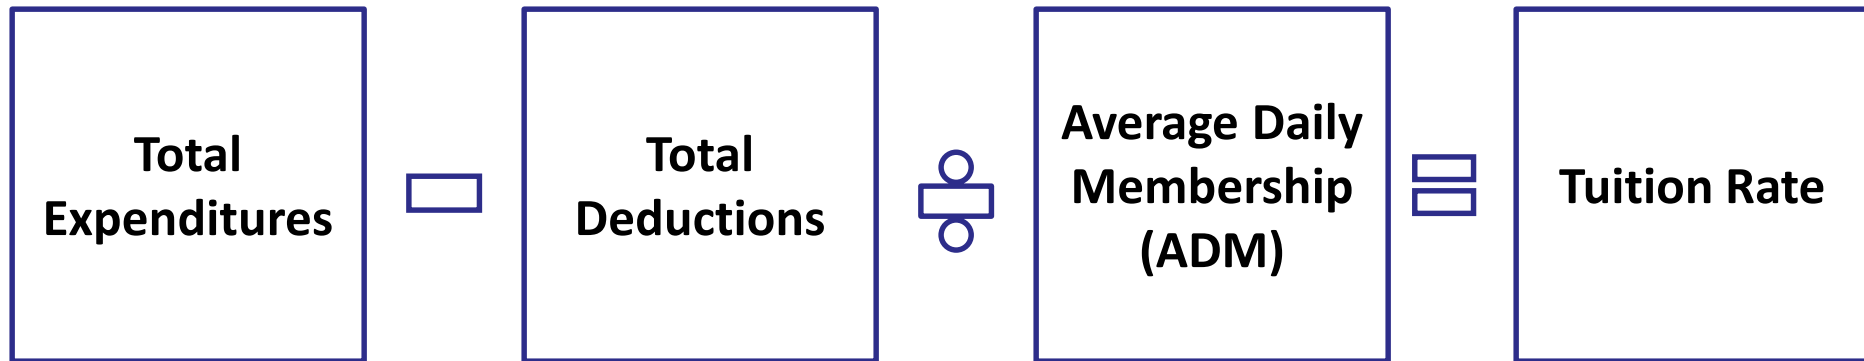 Total
Expenditures
Total
Deductions
Average Daily
Membership
(ADM)
Tuition Rate